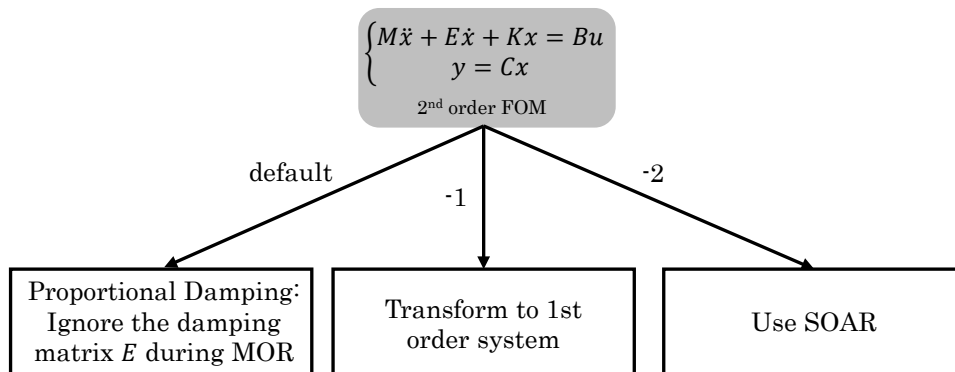 Mẍ + Eẋ + Kx = Bu
y = Cx
2nd order FOM
default
-1
-2
Proportional Damping:
Ignore the damping
matrix E during MOR
Transform to 1st
order system
Use SOAR